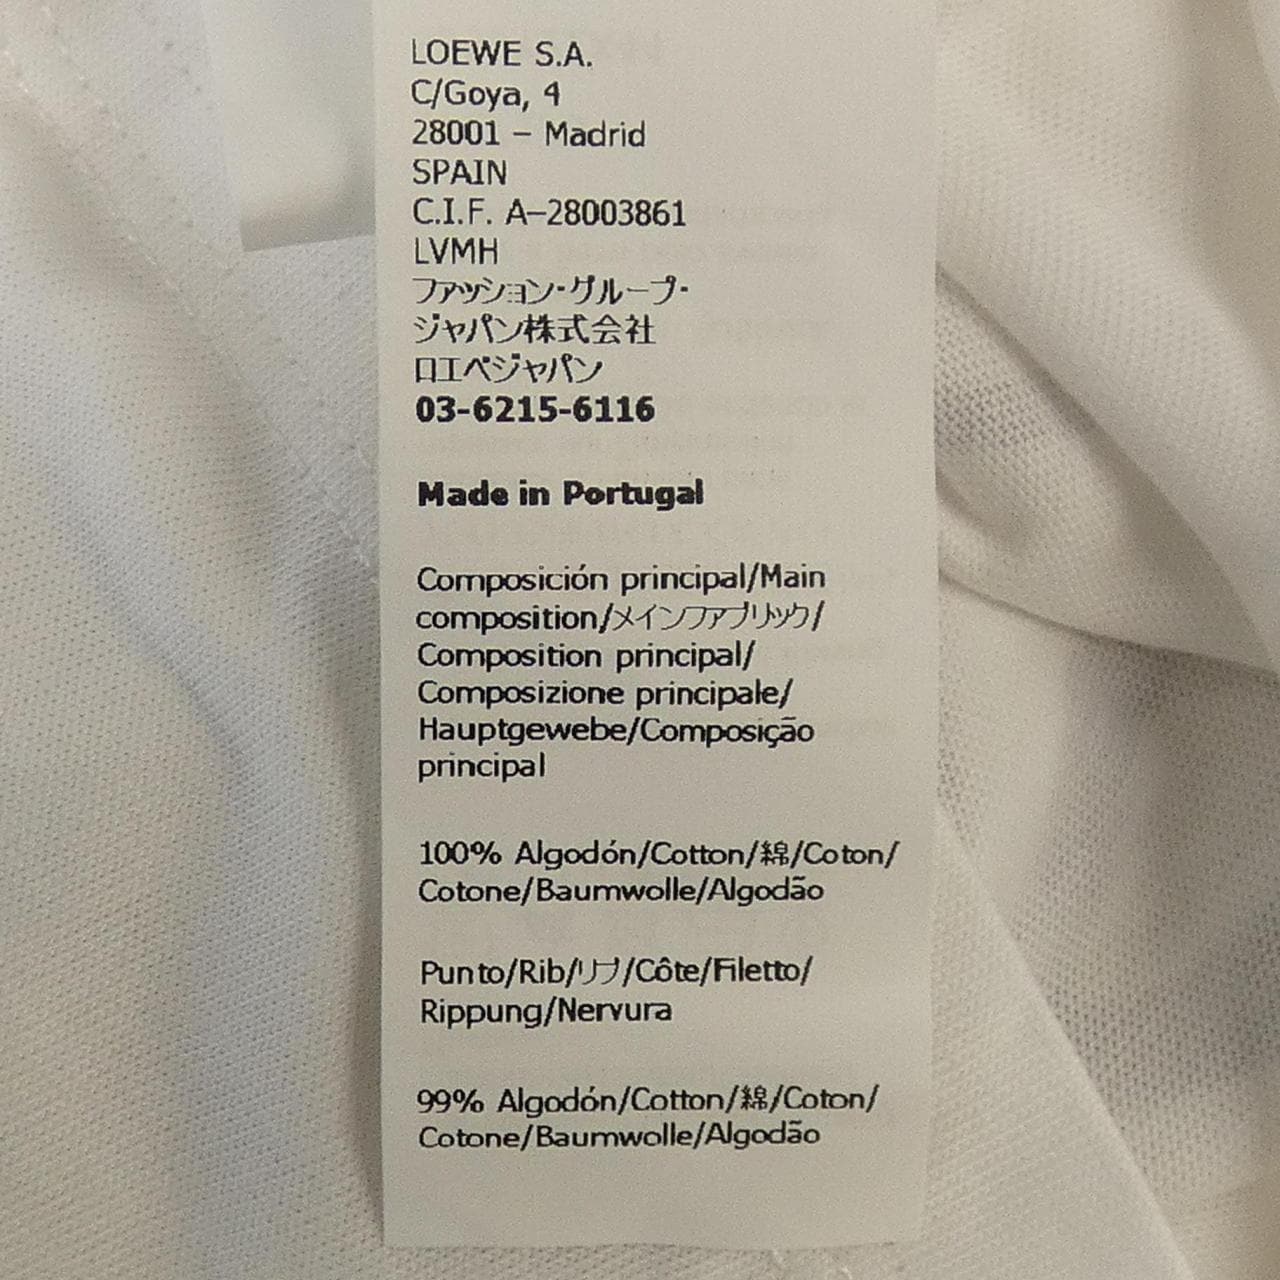 LOEWE S.A.
C/Goya, 4
28001 – Madrid
SPAIN
C.I.F. A–28003861
LVMH
ファッション・グループ・
ジャパン株式会社
ロエベジャパン
03-6215-6116
Made in Portugal
Composición principal/Main
composition/メインファブリック/
Composition principal/
Composizione principale/
Hauptgewebe/Composição
principal
100% Algodón/Cotton/綿/Coton/
Cotone/Baumwolle/Algodão
Punto/Rib/リブ/Côte/Filetto/
Rippung/Nervura
99% Algodón/Cotton/綿/Coton/
Cotone/Baumwolle/Algodão